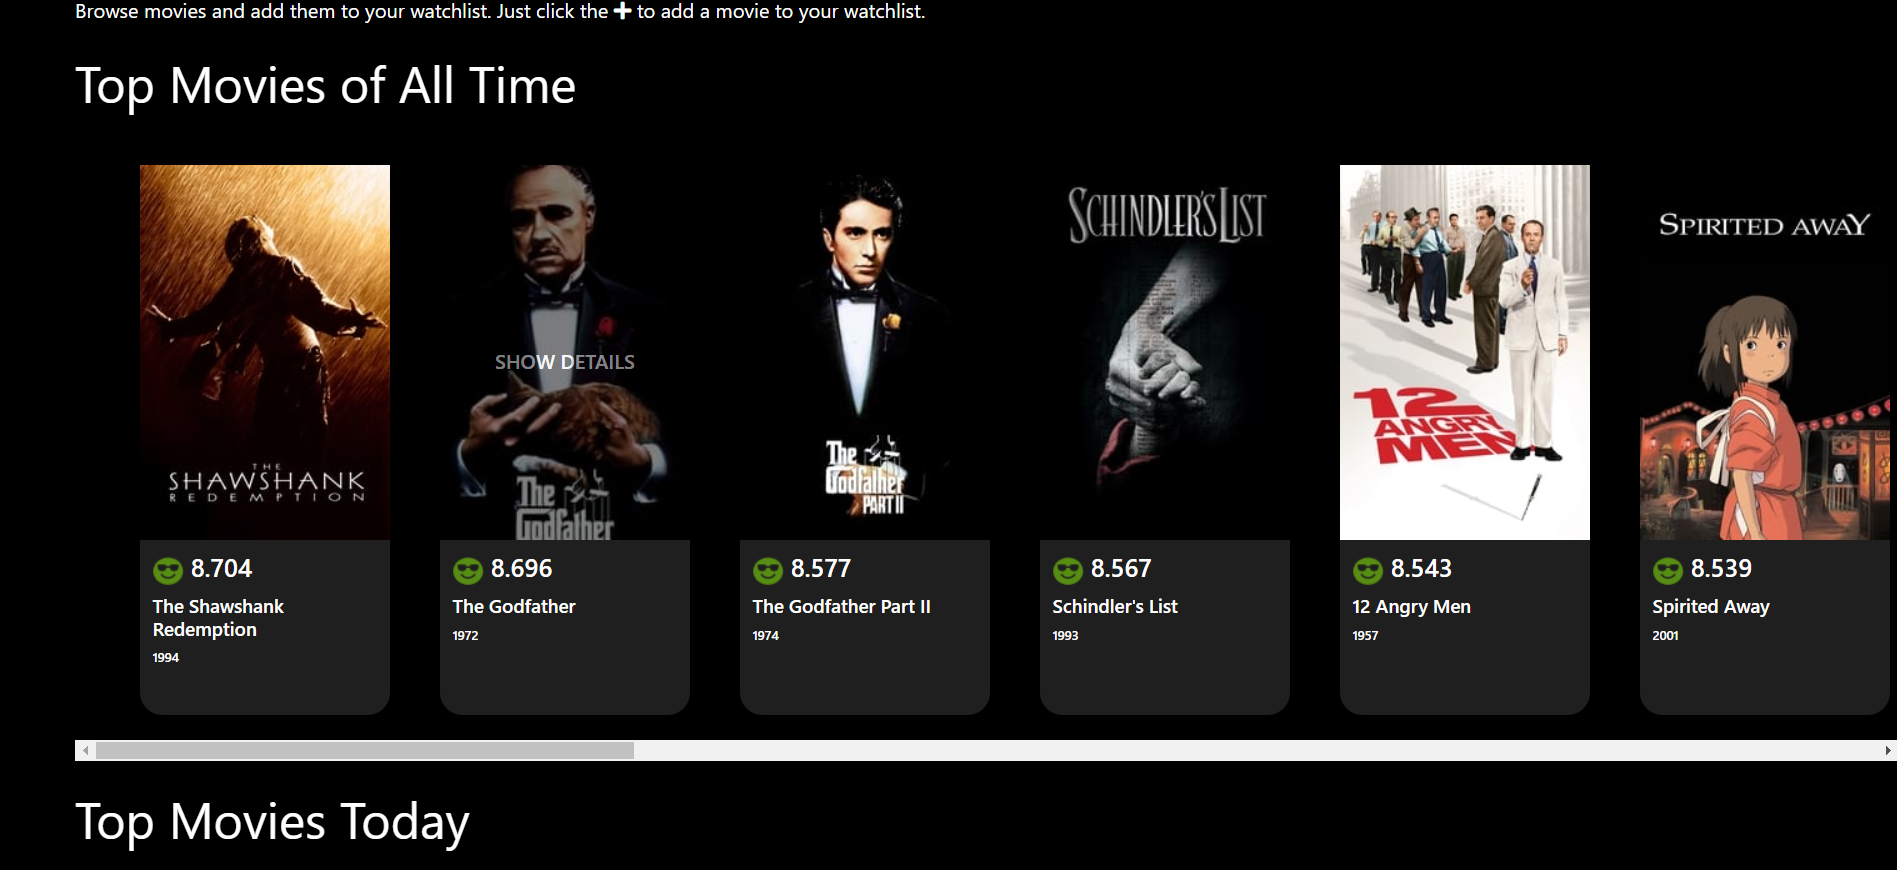 Browse movies and add them to your watchlist. Just click the ➕ to add a movie to your watchlist.
Top Movies of All Time
THE
SHAWSHANK
REDEMPTION
SHOW DETAILS
The
Godfather
The
Godfather
PART II
SCHINDLER'S LIST
12
ANGRY
MEN
SPIRITED AWAY
8.704
The Shawshank
Redemption
1994
8.696
The Godfather
1972
8.577
The Godfather Part II
1974
8.567
Schindler's List
1993
8.543
12 Angry Men
1957
8.539
Spirited Away
2001
Top Movies Today